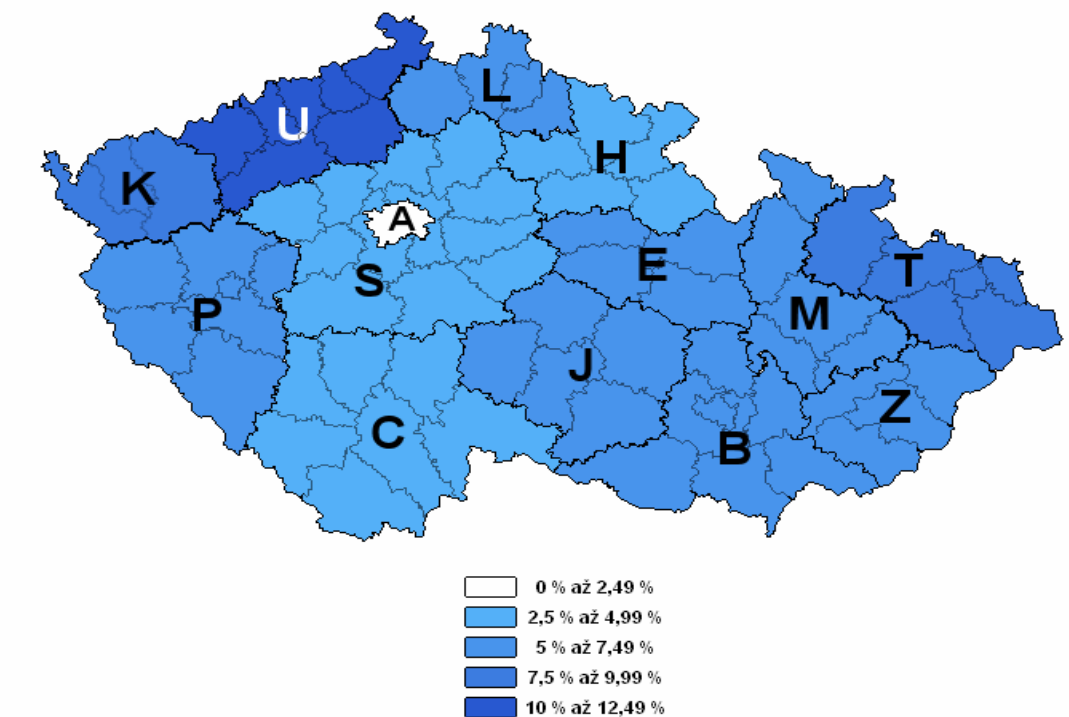 L
U
H
K
A
E
T
S
P
M
J
Z
C
B
0 % až 2,49 %
2,5 % až 4,99 %
5 % až 7,49 %
7,5 % až 9,99 %
10 % až 12,49 %